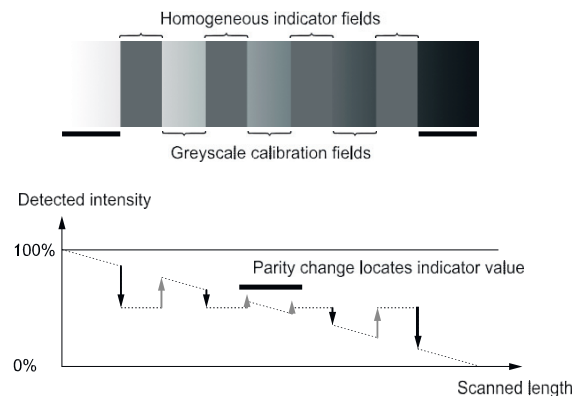 Homogeneous indicator fields
Greyscale calibration fields
Detected intensity
100%
Parity change locates indicator value
0%
Scanned length